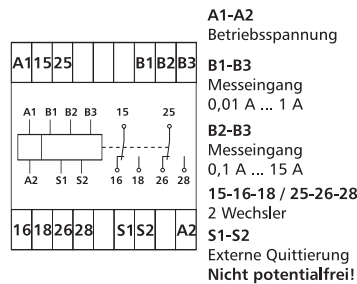 A1 15 25 B1 B2 B3
A1 B1 B2 B3 15 25
A2 S1 S2 16 18 26 28
16 18 26 28 S1 S2 A2
A1-A2
Betriebsspannung
B1-B3
Messeingang
0,01 A ... 1 A
B2-B3
Messeingang
0,1 A ... 15 A
15-16-18 / 25-26-28
2 Wechsler
S1-S2
Externe Quittierung
Nicht potentialfrei!